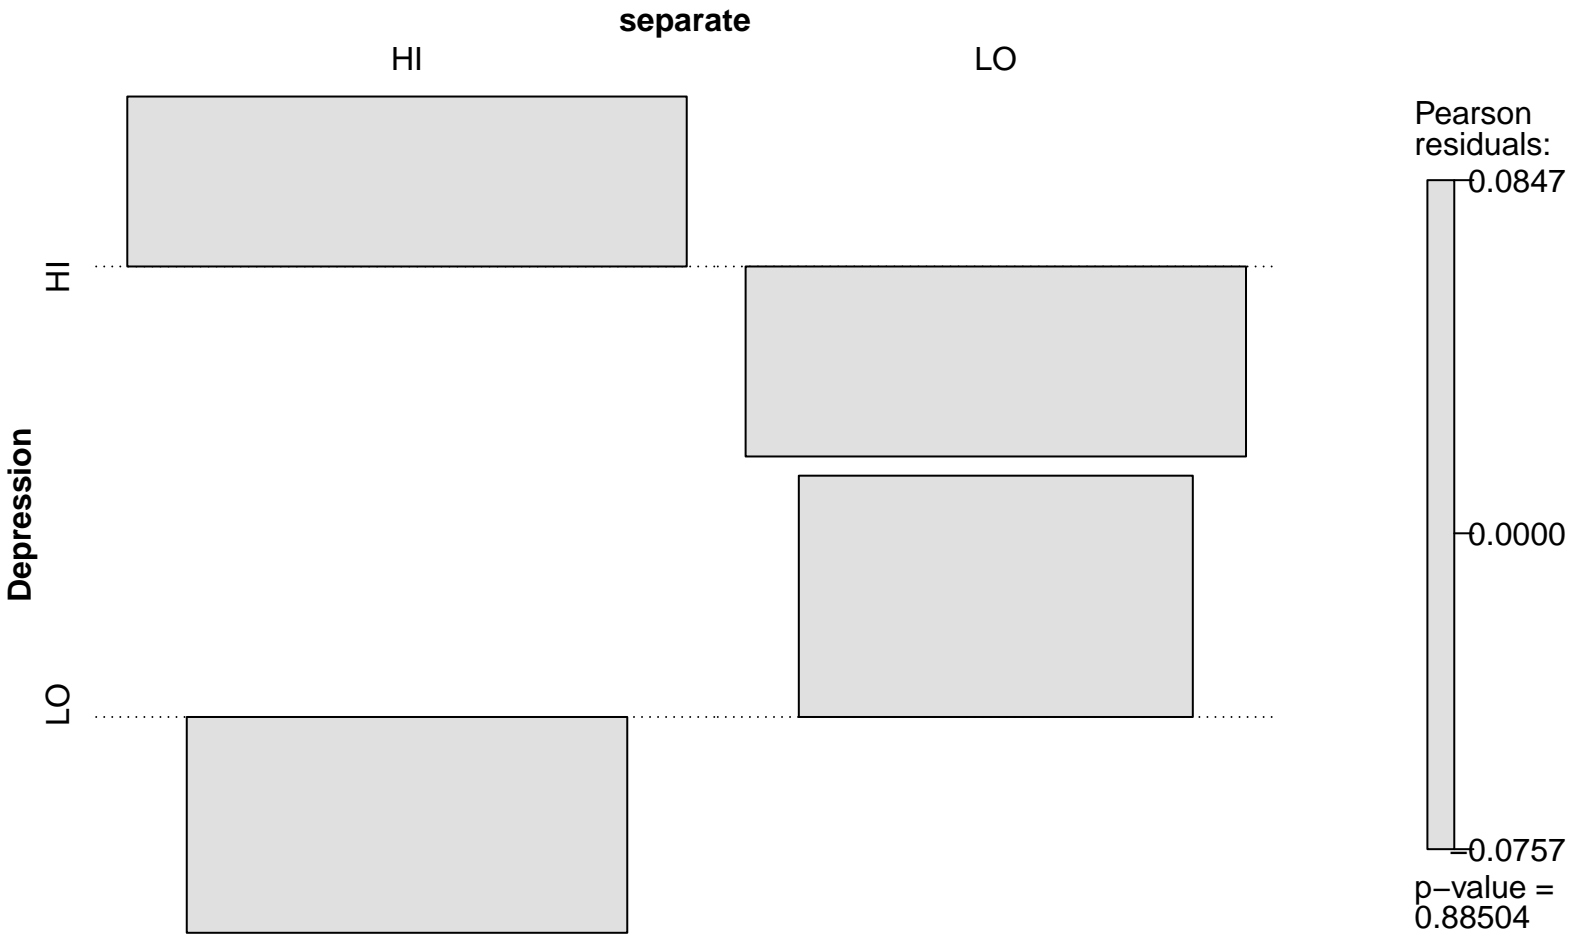 separate
HI
LO
Depression
HI
LO
Pearson
residuals:
0.0847
0.0000
−0.0757
p−value =
0.88504